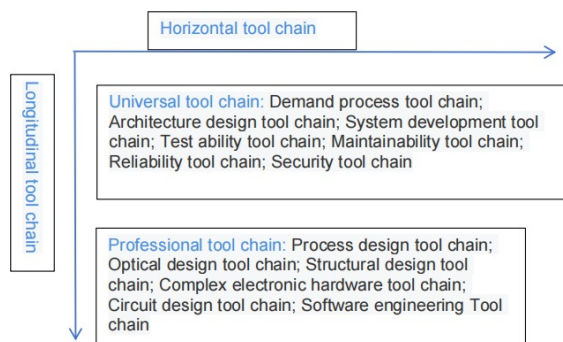 Horizontal tool chain
Longitudinal tool chain
Universal tool chain: Demand process tool chain;
Architecture design tool chain; System development tool
chain; Test ability tool chain; Maintainability tool chain;
Reliability tool chain; Security tool chain
Professional tool chain: Process design tool chain;
Optical design tool chain; Structural design tool
chain; Complex electronic hardware tool chain;
Circuit design tool chain; Software engineering Tool
chain